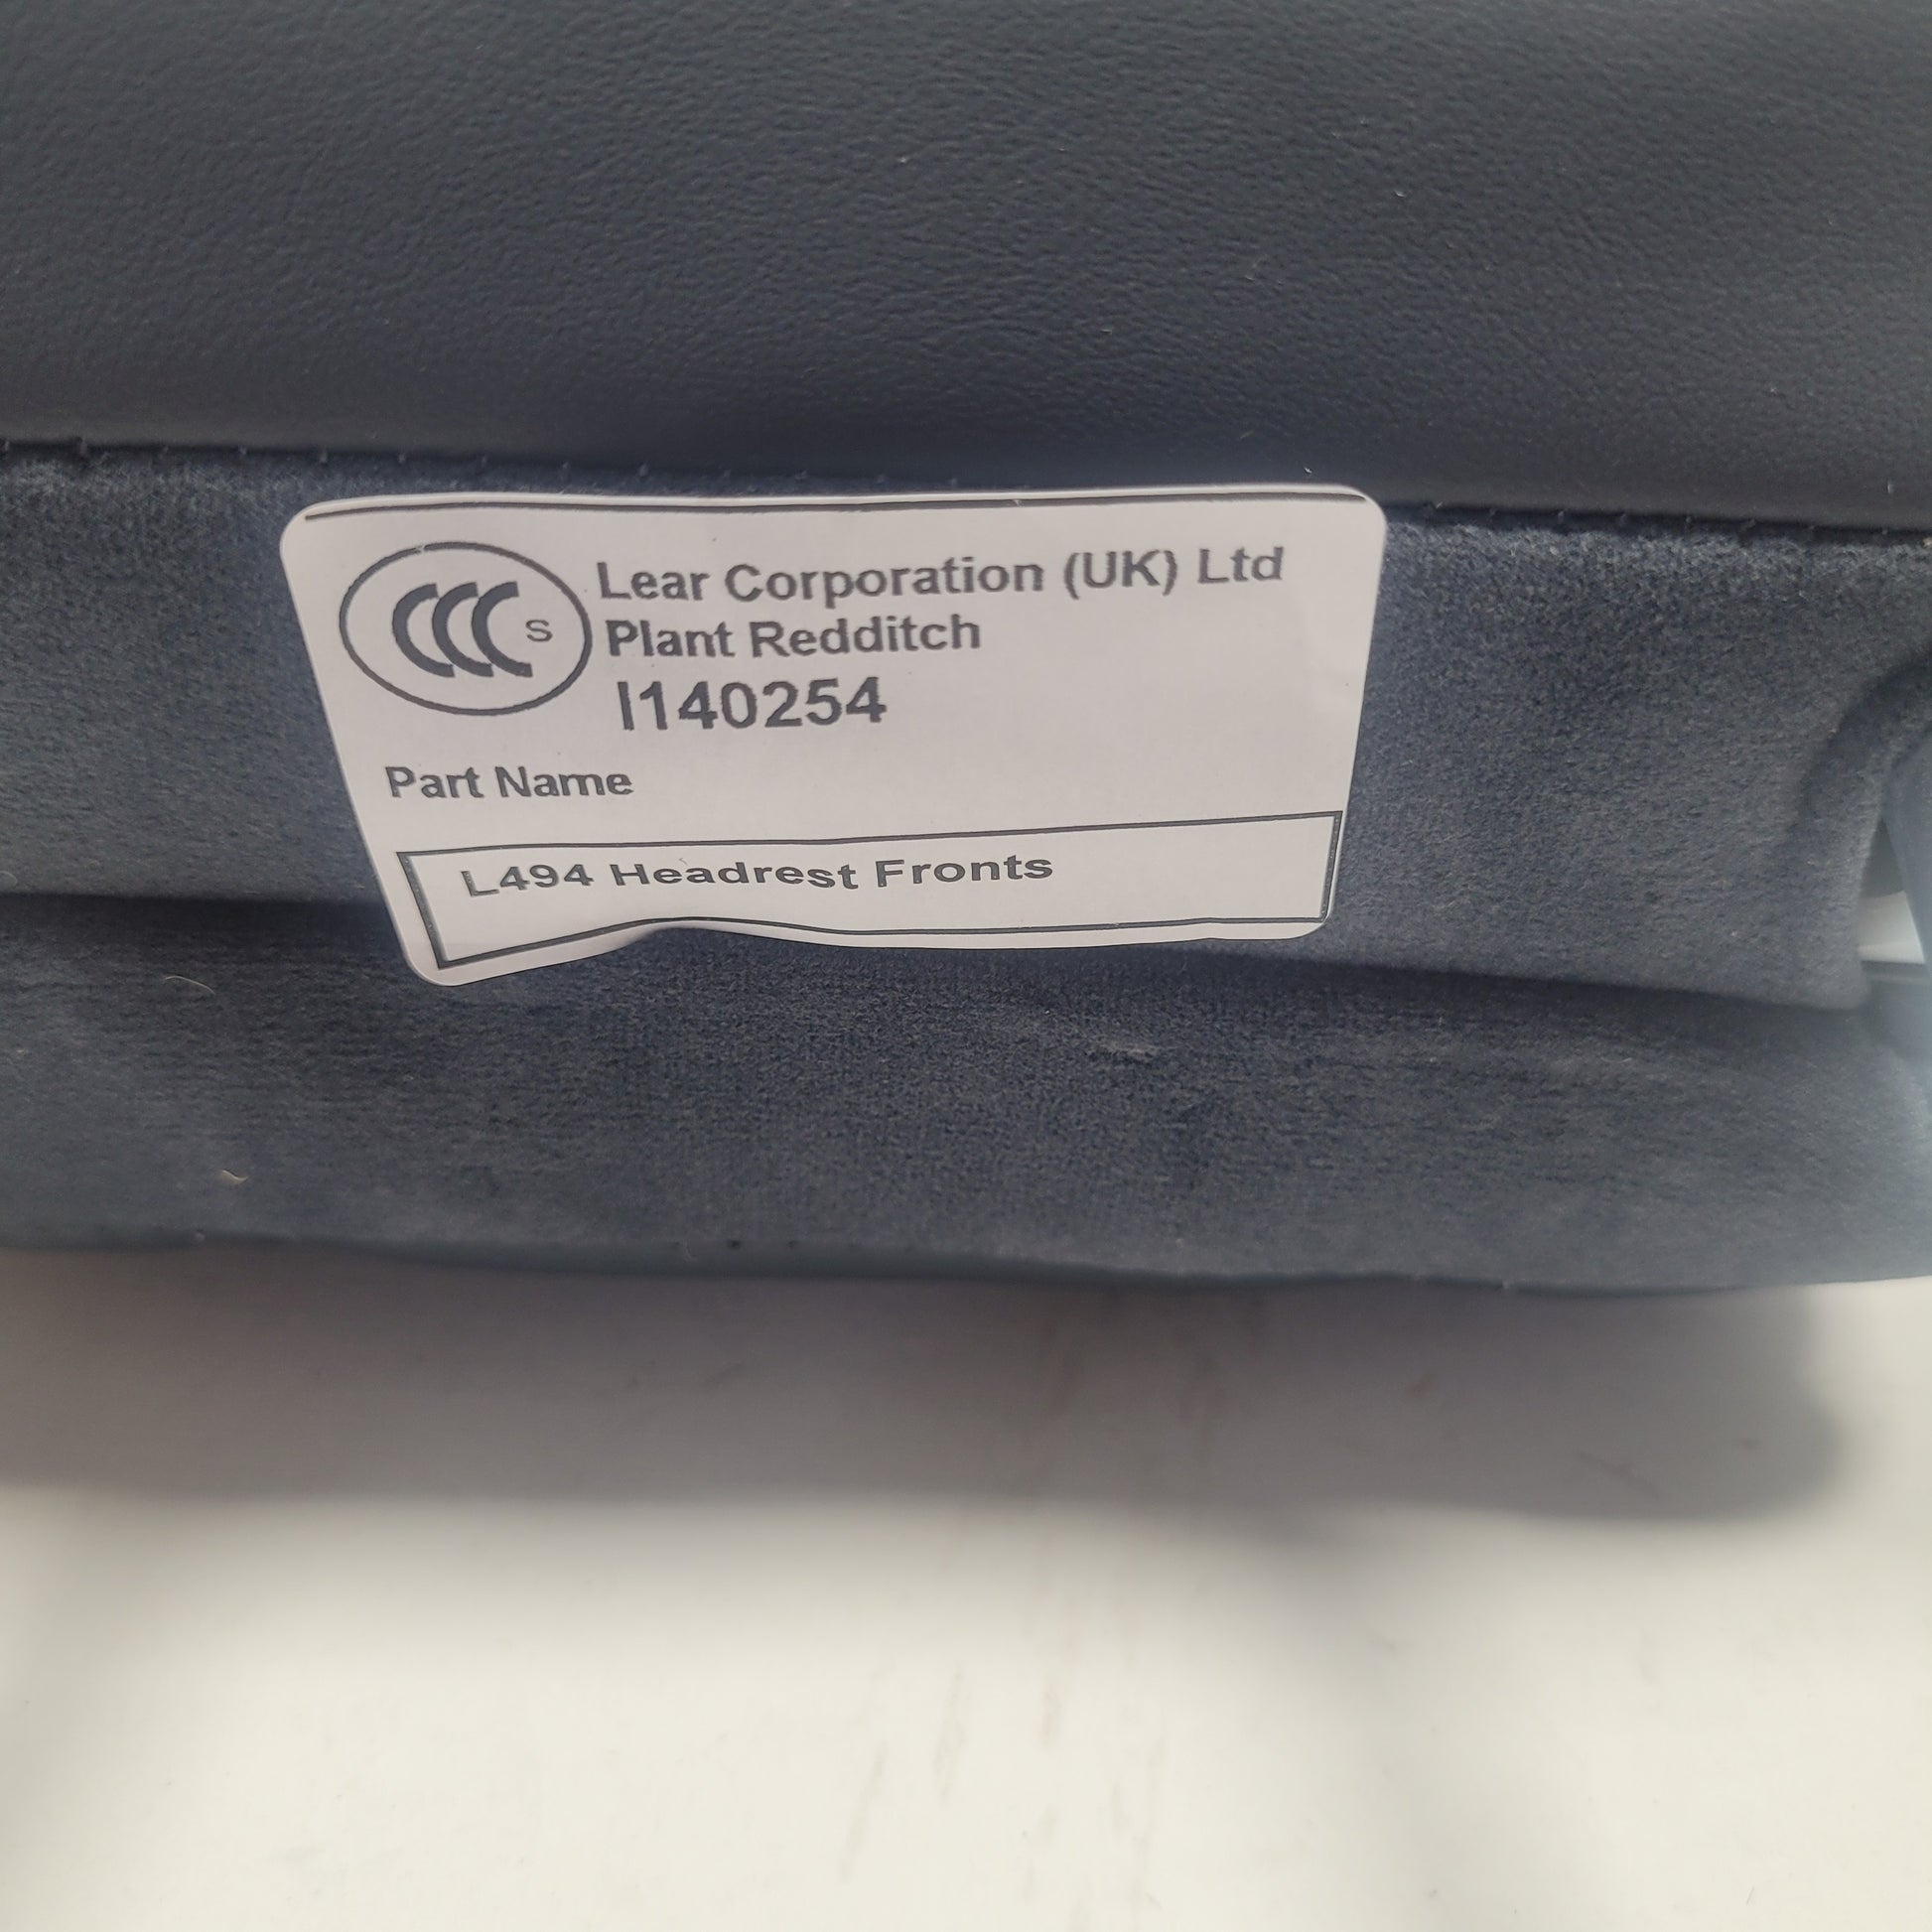 CCC S
Lear Corporation (UK) Ltd
Plant Redditch
I140254
Part Name
L494 Headrest Fronts